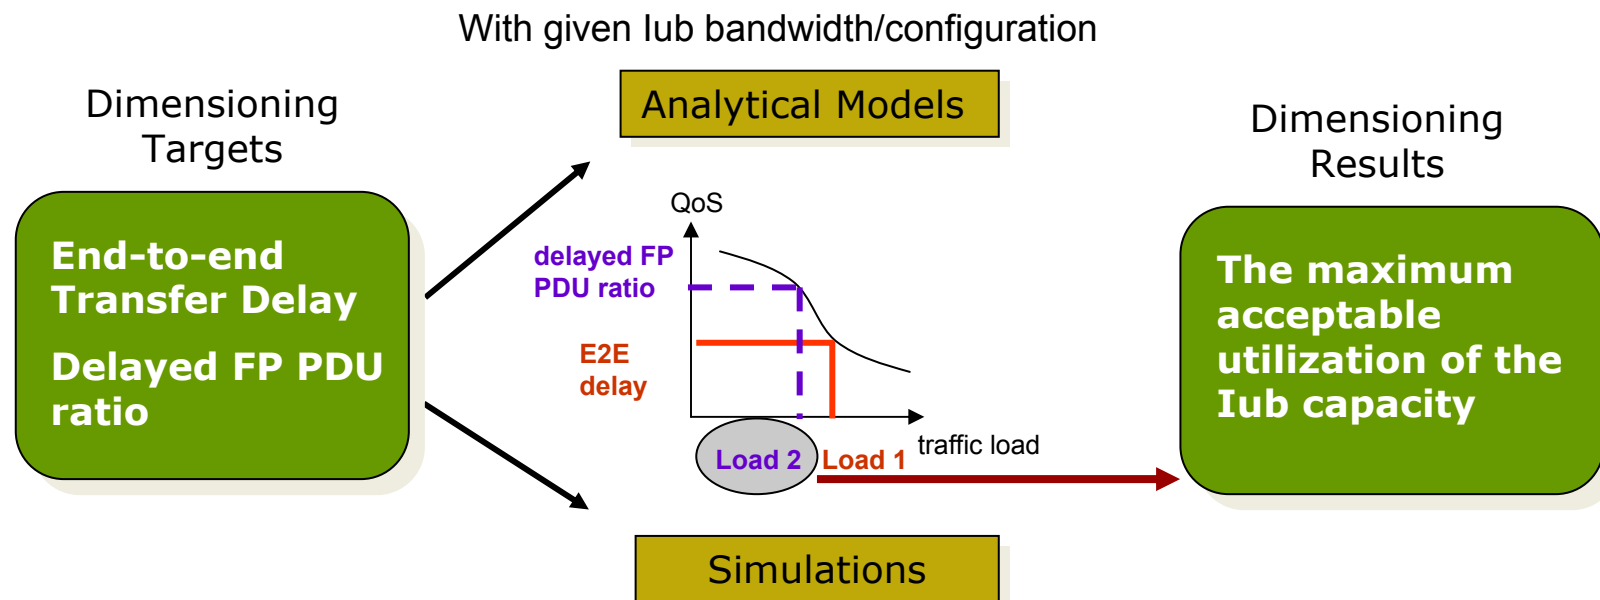 With given Iub bandwidth/configuration
Dimensioning
Targets
End-to-end
Transfer Delay
Delayed FP PDU
ratio
Analytical Models
QoS
delayed FP
PDU ratio
E2E
delay
Load 2
Load 1
traffic load
Simulations
Dimensioning
Results
The maximum
acceptable
utilization of the
Iub capacity